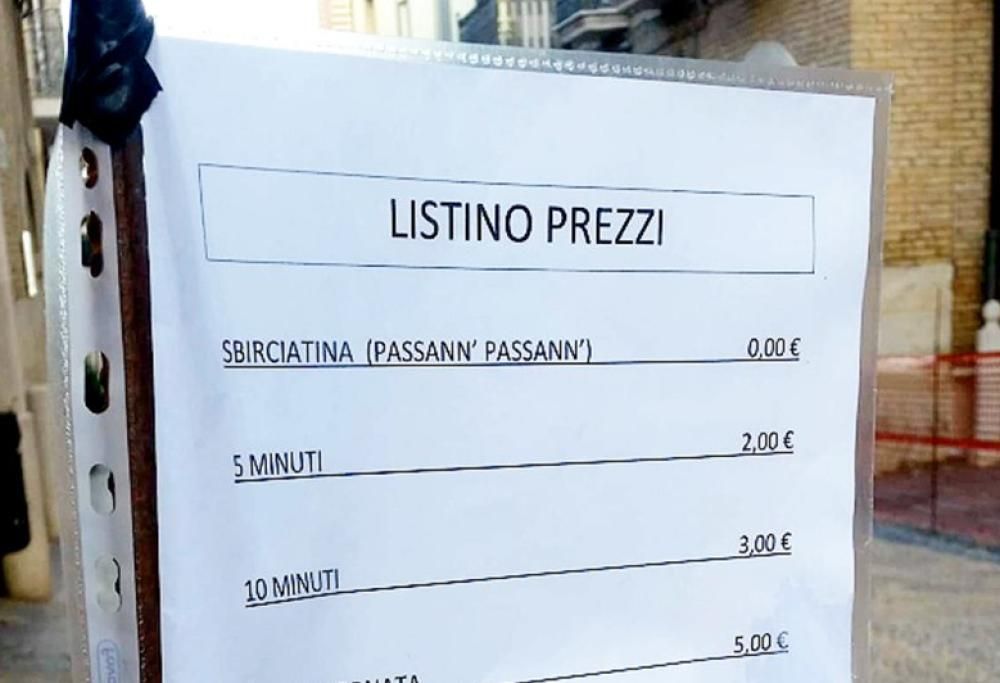 LISTINO PREZZI
SBIRCIATINA (PASSANN' PASSANN') 0,00 €
5 MINUTI 2,00 €
10 MINUTI 3,00 €
5,00 €